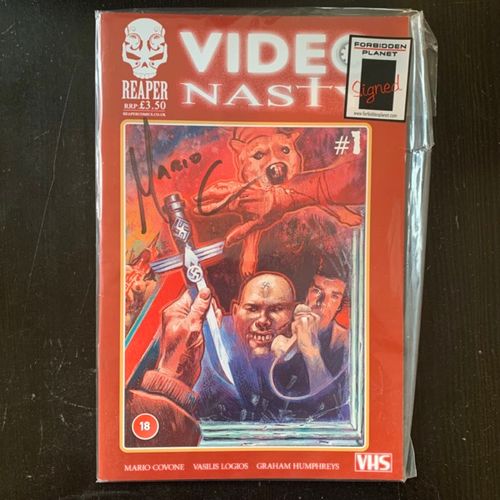 VIDEO
NASTY
REAPER
RRP: £3.50
REAPERCOMICS.CO.UK
FORBIDDEN
PLANET
Signed
www.forbiddenplanet.com
#1
MARIO C
18
MARIO COVONE VASILIS LOGIOS GRAHAM HUMPHREYS
VHS